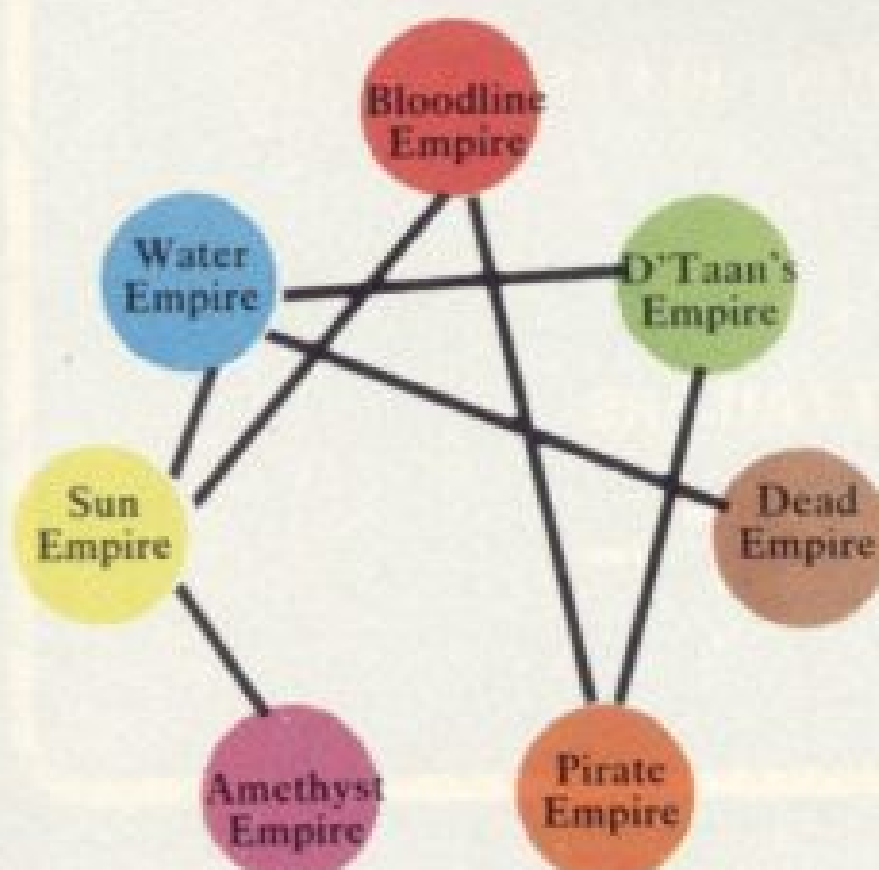 Bloodline
Empire
Water
Empire
D'Taan's
Empire
Sun
Empire
Dead
Empire
Amethyst
Empire
Pirate
Empire